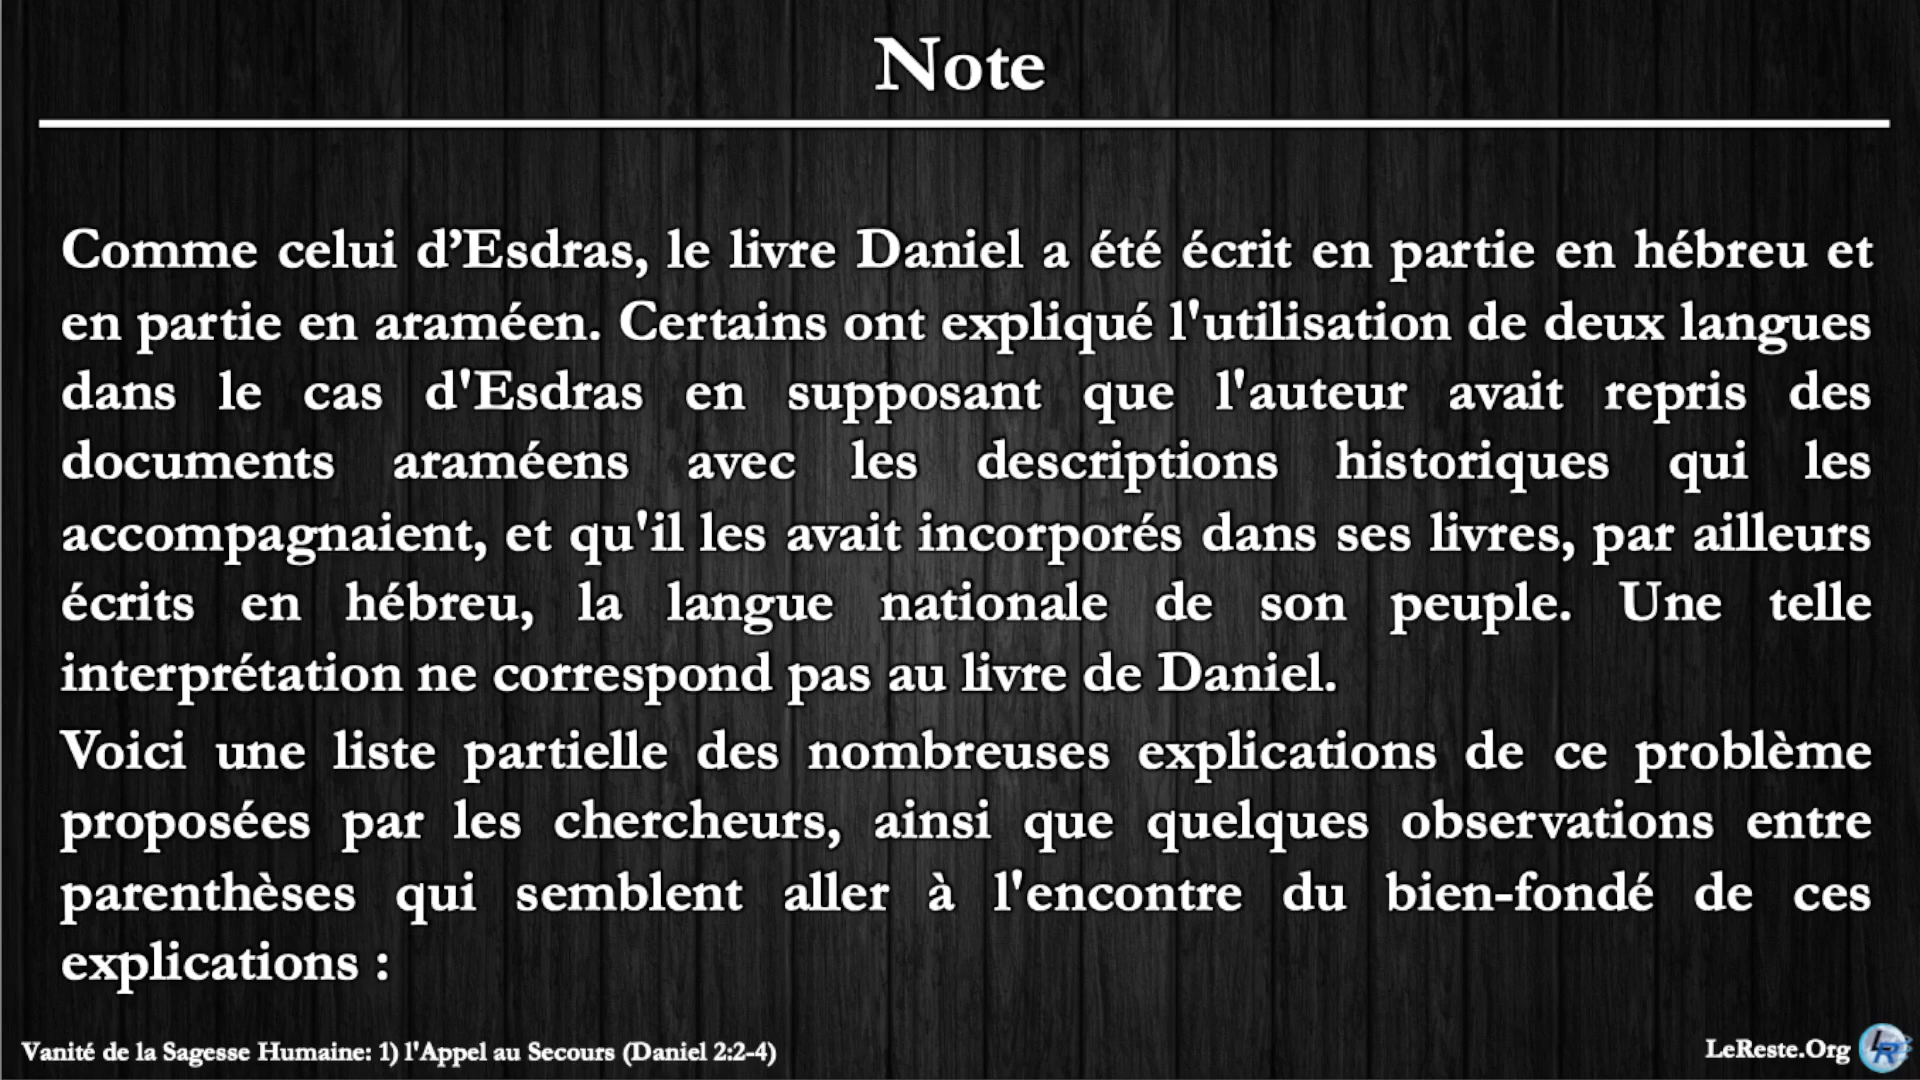 Note
Comme celui d’Esdras, le livre Daniel a été écrit en partie en hébreu et
en partie en araméen. Certains ont expliqué l'utilisation de deux langues
dans le cas d'Esdras en supposant que l'auteur avait repris des
documents araméens avec les descriptions historiques qui les
accompagnaient, et qu'il les avait incorporés dans ses livres, par ailleurs
écrits en hébreu, la langue nationale de son peuple. Une telle
interprétation ne correspond pas au livre de Daniel.
Voici une liste partielle des nombreuses explications de ce problème
proposées par les chercheurs, ainsi que quelques observations entre
parenthèses qui semblent aller à l'encontre du bien-fondé de ces
explications :
Vanité de la Sagesse Humaine: 1) l'Appel au Secours (Daniel 2:2-4)
LeReste.Org LR